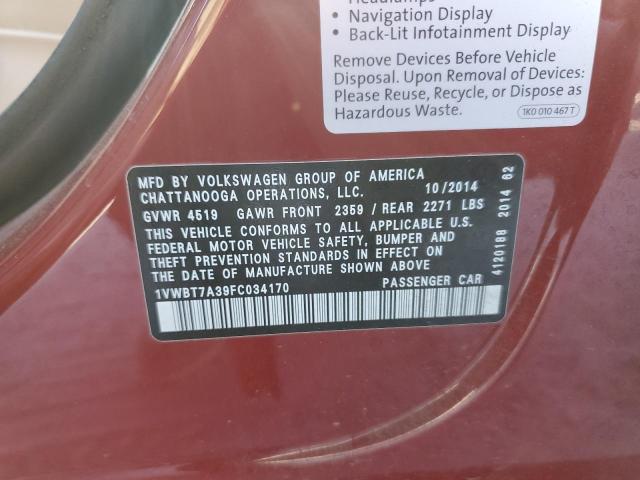 • Navigation Display
• Back-Lit Infotainment Display
Remove Devices Before Vehicle
Disposal. Upon Removal of Devices:
Please Reuse, Recycle, or Dispose as
Hazardous Waste.
1K0 010 467 T
MFD BY VOLKSWAGEN GROUP OF AMERICA
CHATTANOOGA OPERATIONS, LLC. 10/2014
GVWR 4519 GAWR FRONT 2359 / REAR 2271 LBS
THIS VEHICLE CONFORMS TO ALL APPLICABLE U.S.
FEDERAL MOTOR VEHICLE SAFETY, BUMPER AND
THEFT PREVENTION STANDARDS IN EFFECT ON
THE DATE OF MANUFACTURE SHOWN ABOVE
1VWBT7A39FC034170 PASSENGER CAR
4120188 2014 62